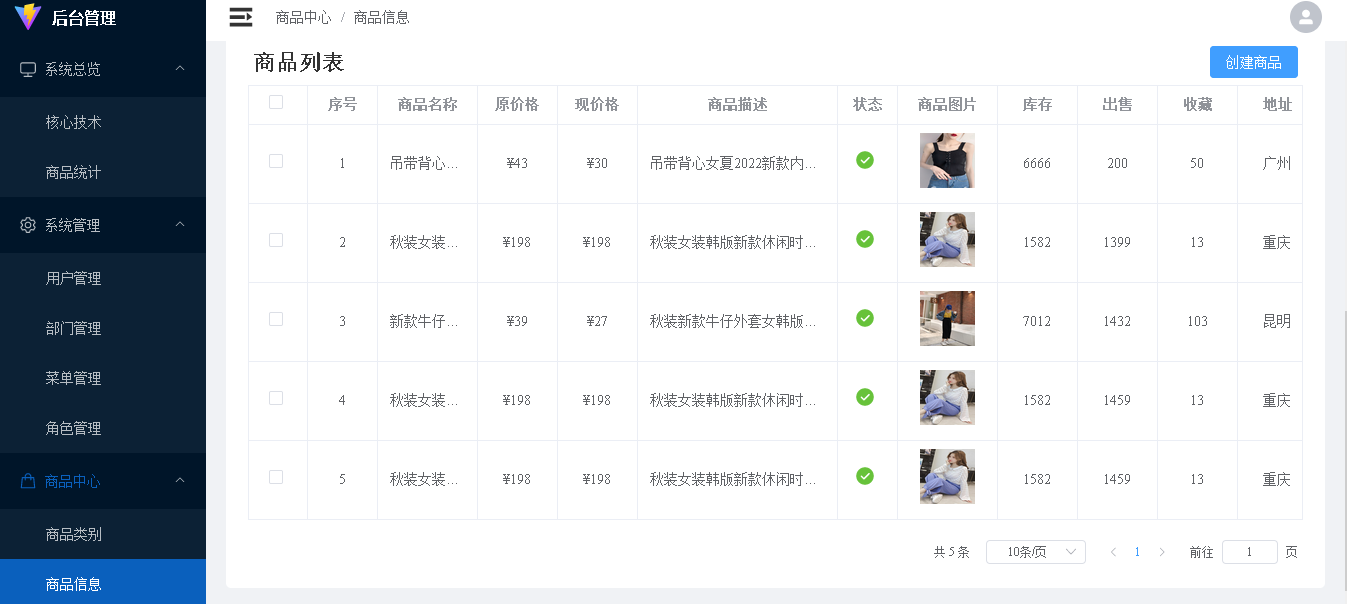 后台管理
系统总览
核心技术
商品统计
系统管理
用户管理
部门管理
菜单管理
角色管理
商品中心
商品类别
商品信息
商品中心 / 商品信息
商品列表
创建商品
序号 商品名称 原价格 现价格 商品描述 状态 商品图片 库存 出售 收藏 地址
1 吊带背心... ¥43 ¥30 吊带背心女夏2022新款内... 6666 200 50 广州
2 秋装女装... ¥198 ¥198 秋装女装韩版新款休闲时... 1582 1399 13 重庆
3 新款牛仔... ¥39 ¥27 秋装新款牛仔外套女韩版... 7012 1432 103 昆明
4 秋装女装... ¥198 ¥198 秋装女装韩版新款休闲时... 1582 1459 13 重庆
5 秋装女装... ¥198 ¥198 秋装女装韩版新款休闲时... 1582 1459 13 重庆
共 5 条 10条/页 1 前往 1 页